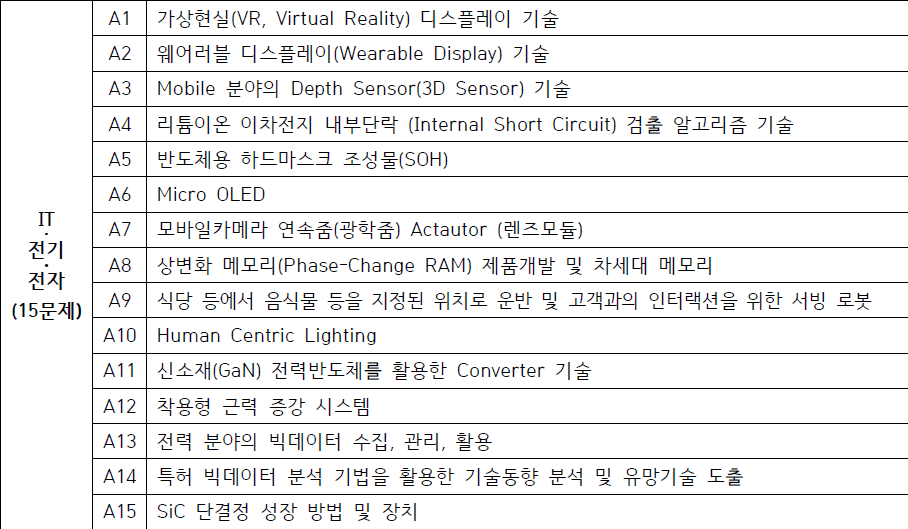 IT
·
전기
·
전자
(15문제)
A1 가상현실(VR, Virtual Reality) 디스플레이 기술
A2 웨어러블 디스플레이(Wearable Display) 기술
A3 Mobile 분야의 Depth Sensor(3D Sensor) 기술
A4 리튬이온 이차전지 내부단락 (Internal Short Circuit) 검출 알고리즘 기술
A5 반도체용 하드마스크 조성물(SOH)
A6 Micro OLED
A7 모바일카메라 연속줌(광학줌) Actautor (렌즈모듈)
A8 상변화 메모리(Phase-Change RAM) 제품개발 및 차세대 메모리
A9 식당 등에서 음식물 등을 지정된 위치로 운반 및 고객과의 인터랙션을 위한 서빙 로봇
A10 Human Centric Lighting
A11 신소재(GaN) 전력반도체를 활용한 Converter 기술
A12 착용형 근력 증강 시스템
A13 전력 분야의 빅데이터 수집, 관리, 활용
A14 특허 빅데이터 분석 기법을 활용한 기술동향 분석 및 유망기술 도출
A15 SiC 단결정 성장 방법 및 장치